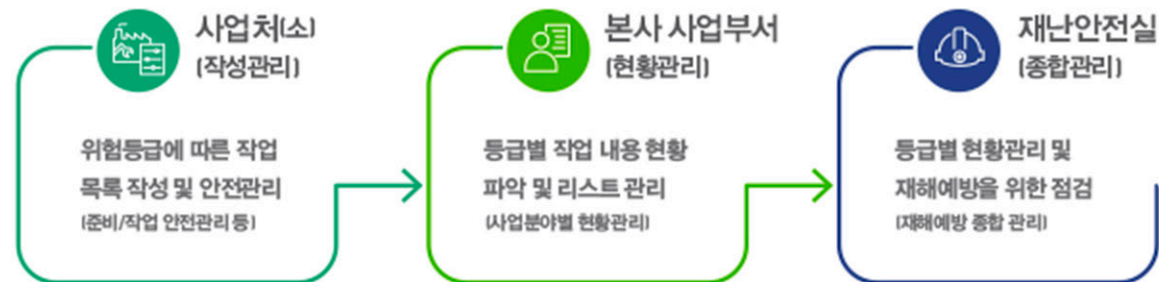 사업처(소)
(작성관리)
위험등급에 따른 작업
목록 작성 및 안전관리
(준비/작업 안전관리 등)
본사 사업부서
(현황관리)
등급별 작업 내용 현황
파악 및 리스트 관리
(사업분야별 현황관리)
재난안전실
(종합관리)
등급별 현황관리 및
재해예방을 위한 점검
(재해예방 종합 관리)